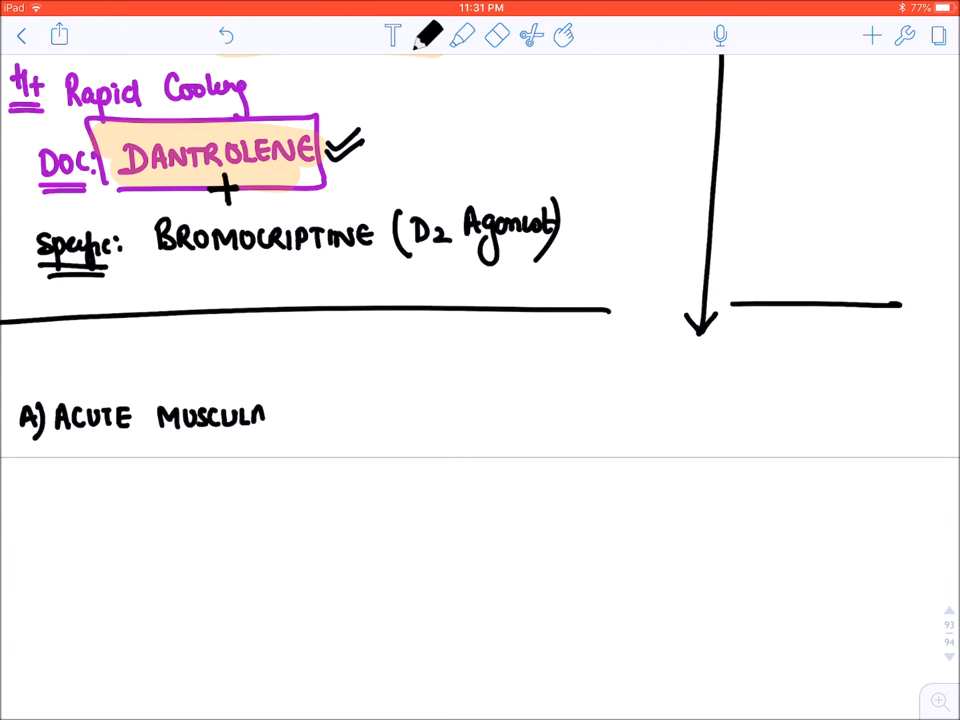 iPad 11:31 PM 77%
T
Rapid Cooling
DOC: DANTROLENE
+
Specific: BROMOCRIPTINE (D2 Agonist)
A) ACUTE MUSCULA
93
94